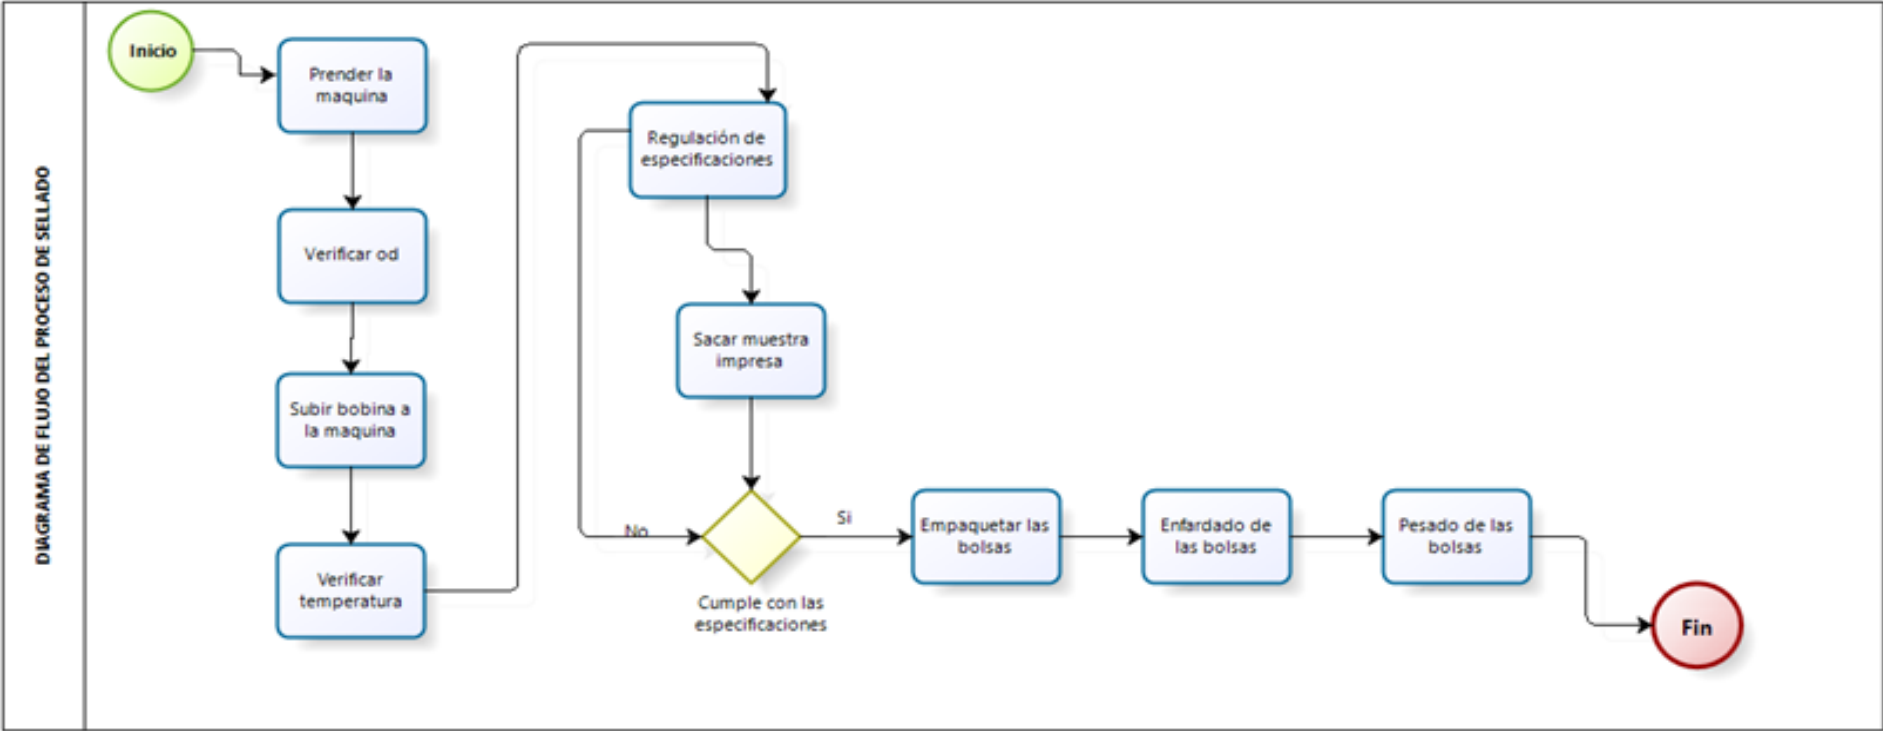 DIAGRAMA DE FLUJO DEL PROCESO DE SELLADO
Inicio
Prender la
maquina
Verificar od
Subir bobina a
la maquina
Verificar
temperatura
Regulación de
especificaciones
Sacar muestra
impresa
No
Si
Cumple con las
especificaciones
Empaquetar las
bolsas
Enfardado de
las bolsas
Pesado de las
bolsas
Fin